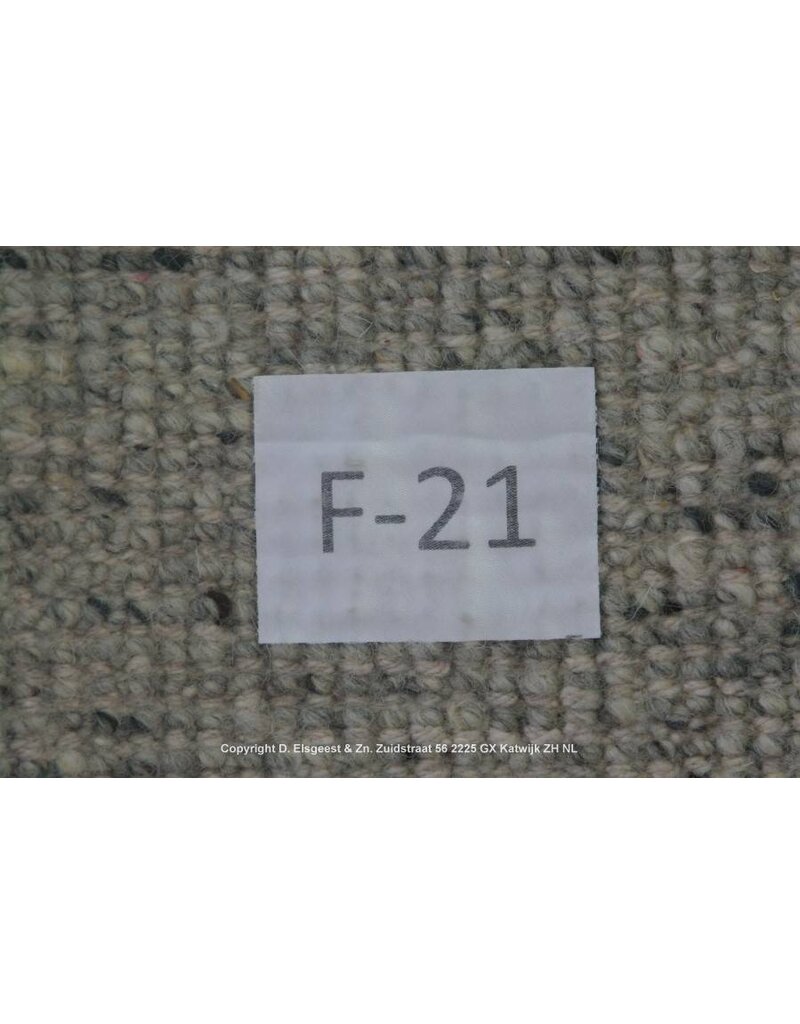 F-21
Copyright D. Elsgeest & Zn. Zuidstraat 56 2225 GX Katwijk ZH NL